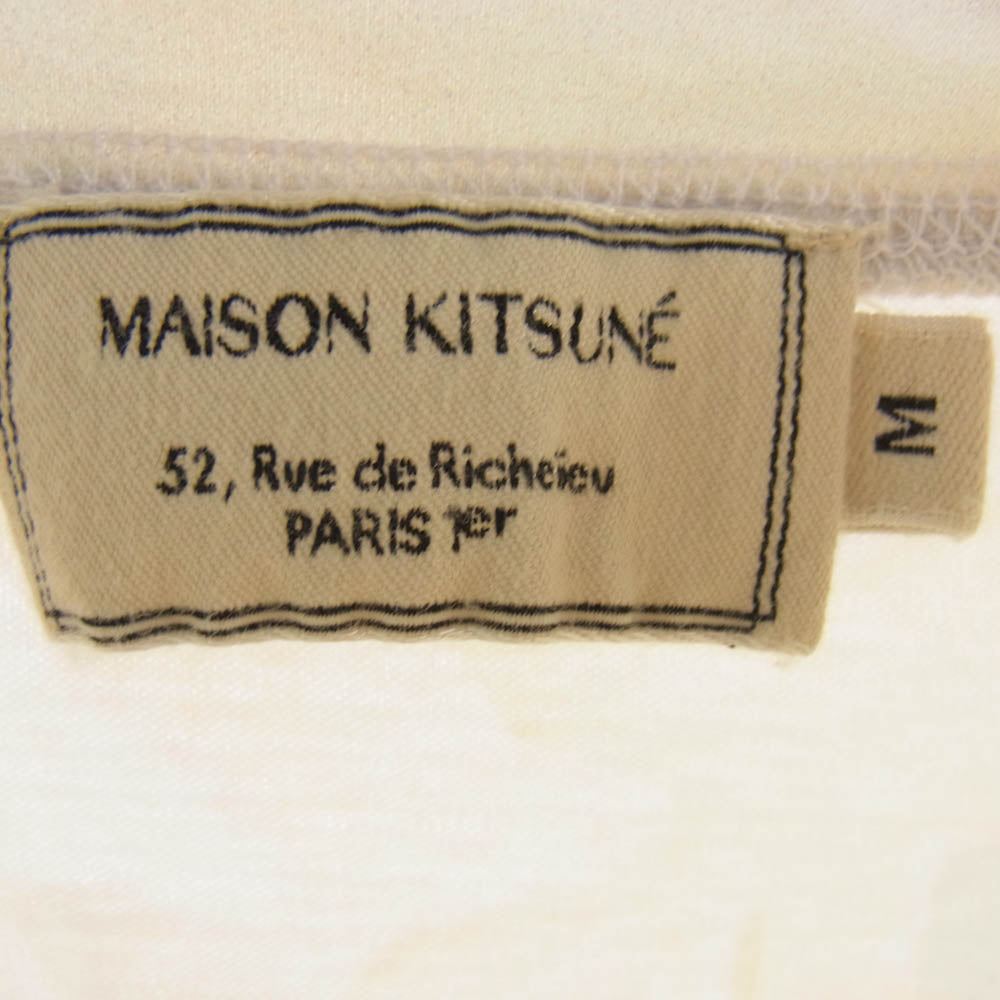 MAISON KITSUNÉ
52, Rue de Richelieu
PARIS 1er
M